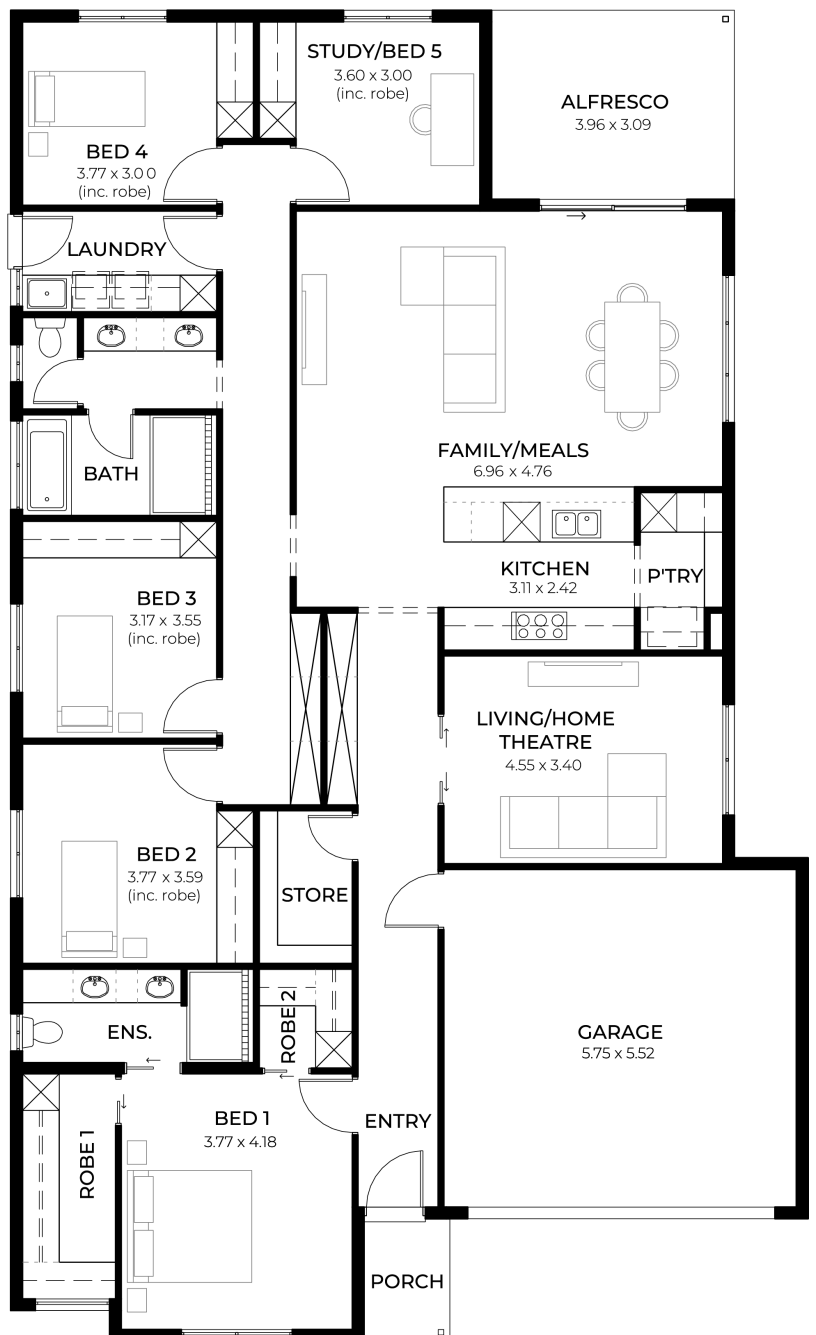 STUDY/BED 5
3.60 x 3.00
(inc. robe)
ALFRESCO
3.96 x 3.09
BED 4
3.77 x 3.00
(inc. robe)
LAUNDRY
FAMILY/MEALS
6.96 x 4.76
BATH
KITCHEN
3.11 x 2.42
P'TRY
BED 3
3.17 x 3.55
(inc. robe)
LIVING/HOME
THEATRE
4.55 x 3.40
BED 2
3.77 x 3.59
(inc. robe)
STORE
ENS.
ROBE 2
GARAGE
5.75 x 5.52
BED 1
3.77 x 4.18
ENTRY
ROBE 1
PORCH